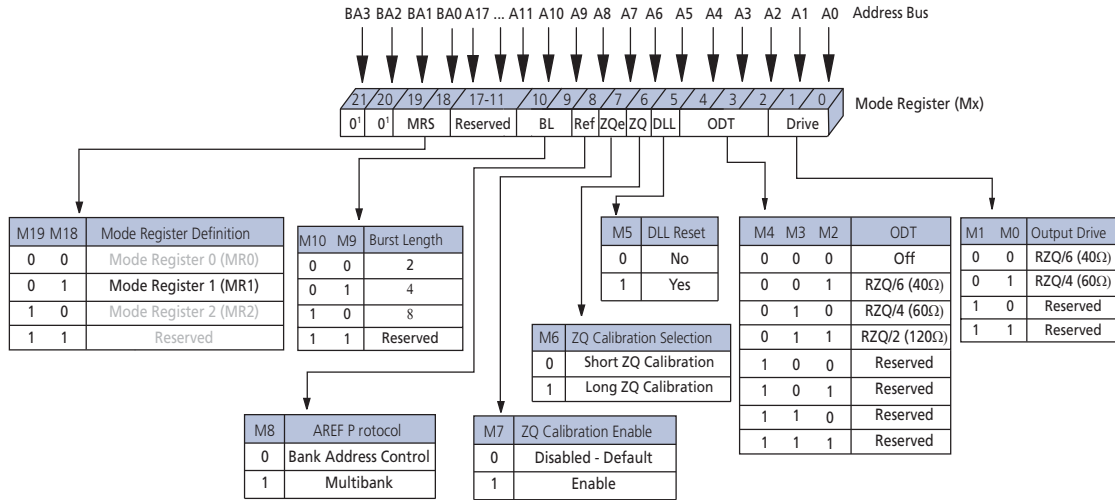 BA3 BA2 BA1 BA0 A17 ... A11 A10 A9 A8 A7 A6 A5 A4 A3 A2 A1 A0 Address Bus
21 20 19 18 17-11 10 9 8 7 6 5 4 3 2 1 0 Mode Register (Mx)
0¹ 0¹ MRS Reserved BL Ref ZQe ZQ DLL ODT Drive
M19 M18 Mode Register Definition
0 0 Mode Register 0 (MR0)
0 1 Mode Register 1 (MR1)
1 0 Mode Register 2 (MR2)
1 1 Reserved
M10 M9 Burst Length
0 0 2
0 1 4
1 0 8
1 1 Reserved
M5 DLL Reset
0 No
1 Yes
M4 M3 M2 ODT
0 0 0 Off
0 0 1 RZQ/6 (40Ω)
0 1 0 RZQ/4 (60Ω)
0 1 1 RZQ/2 (120Ω)
1 0 0 Reserved
1 0 1 Reserved
1 1 0 Reserved
1 1 1 Reserved
M1 M0 Output Drive
0 0 RZQ/6 (40Ω)
0 1 RZQ/4 (60Ω)
1 0 Reserved
1 1 Reserved
M6 ZQ Calibration Selection
0 Short ZQ Calibration
1 Long ZQ Calibration
M8 AREF P rotocol
0 Bank Address Control
1 Multibank
M7 ZQ Calibration Enable
0 Disabled - Default
1 Enable